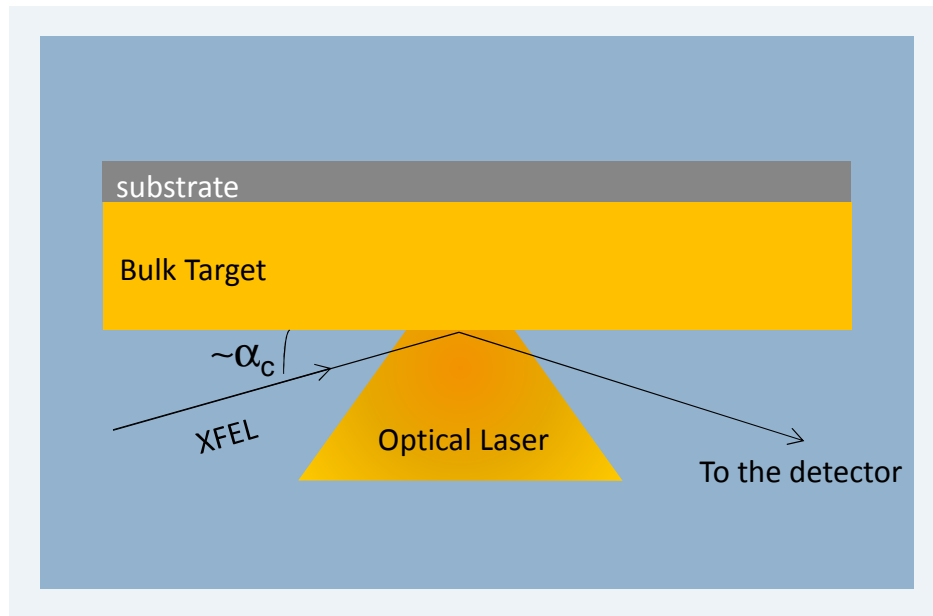 substrate
Bulk Target
~αc
XFEL
Optical Laser
To the detector